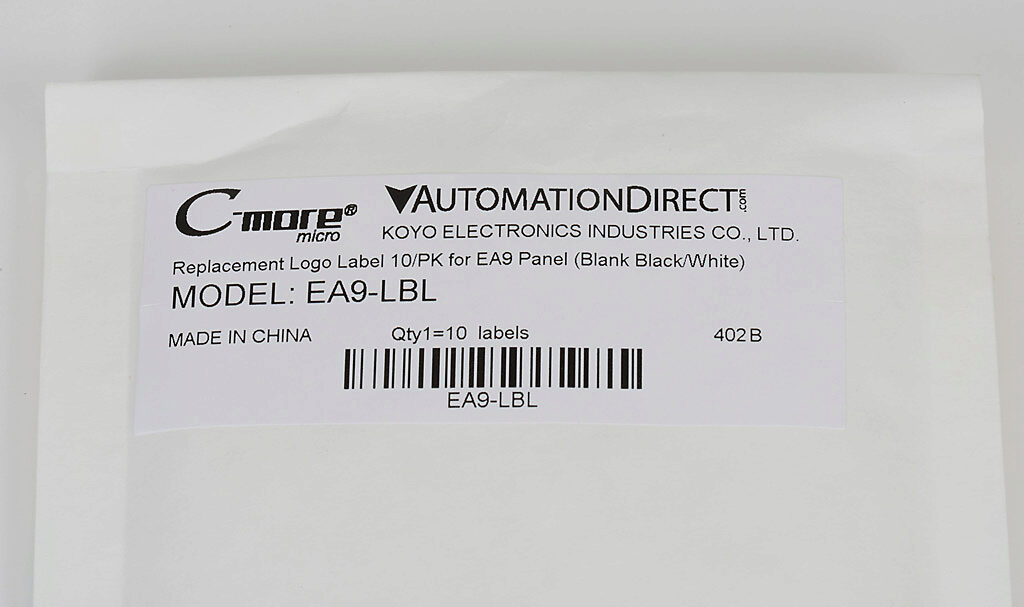 C-more® micro
AUTOMATIONDIRECT.com
KOYO ELECTRONICS INDUSTRIES CO., LTD.
Replacement Logo Label 10/PK for EA9 Panel (Blank Black/White)
MODEL: EA9-LBL
MADE IN CHINA Qty1=10 labels 402B
EA9-LBL